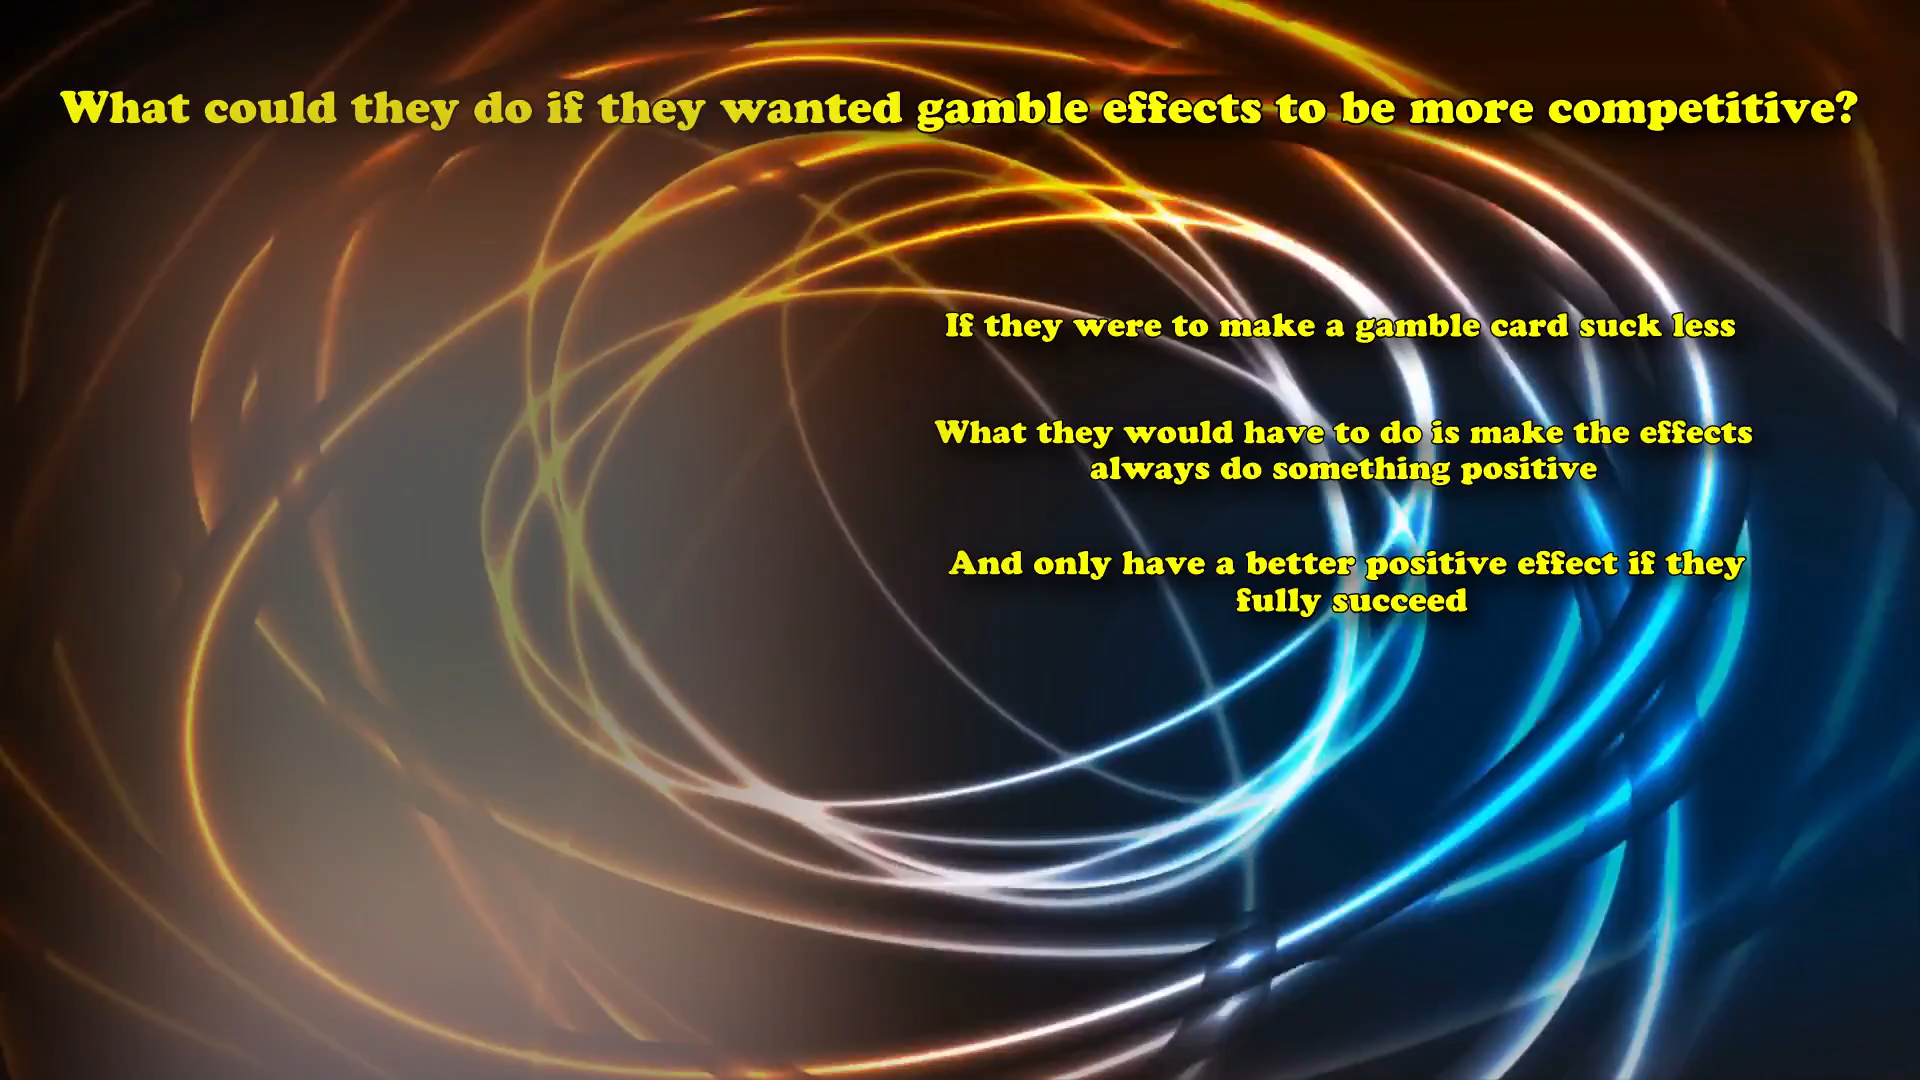 What could they do if they wanted gamble effects to be more competitive?
If they were to make a gamble card suck less
What they would have to do is make the effects
always do something positive
And only have a better positive effect if they
fully succeed